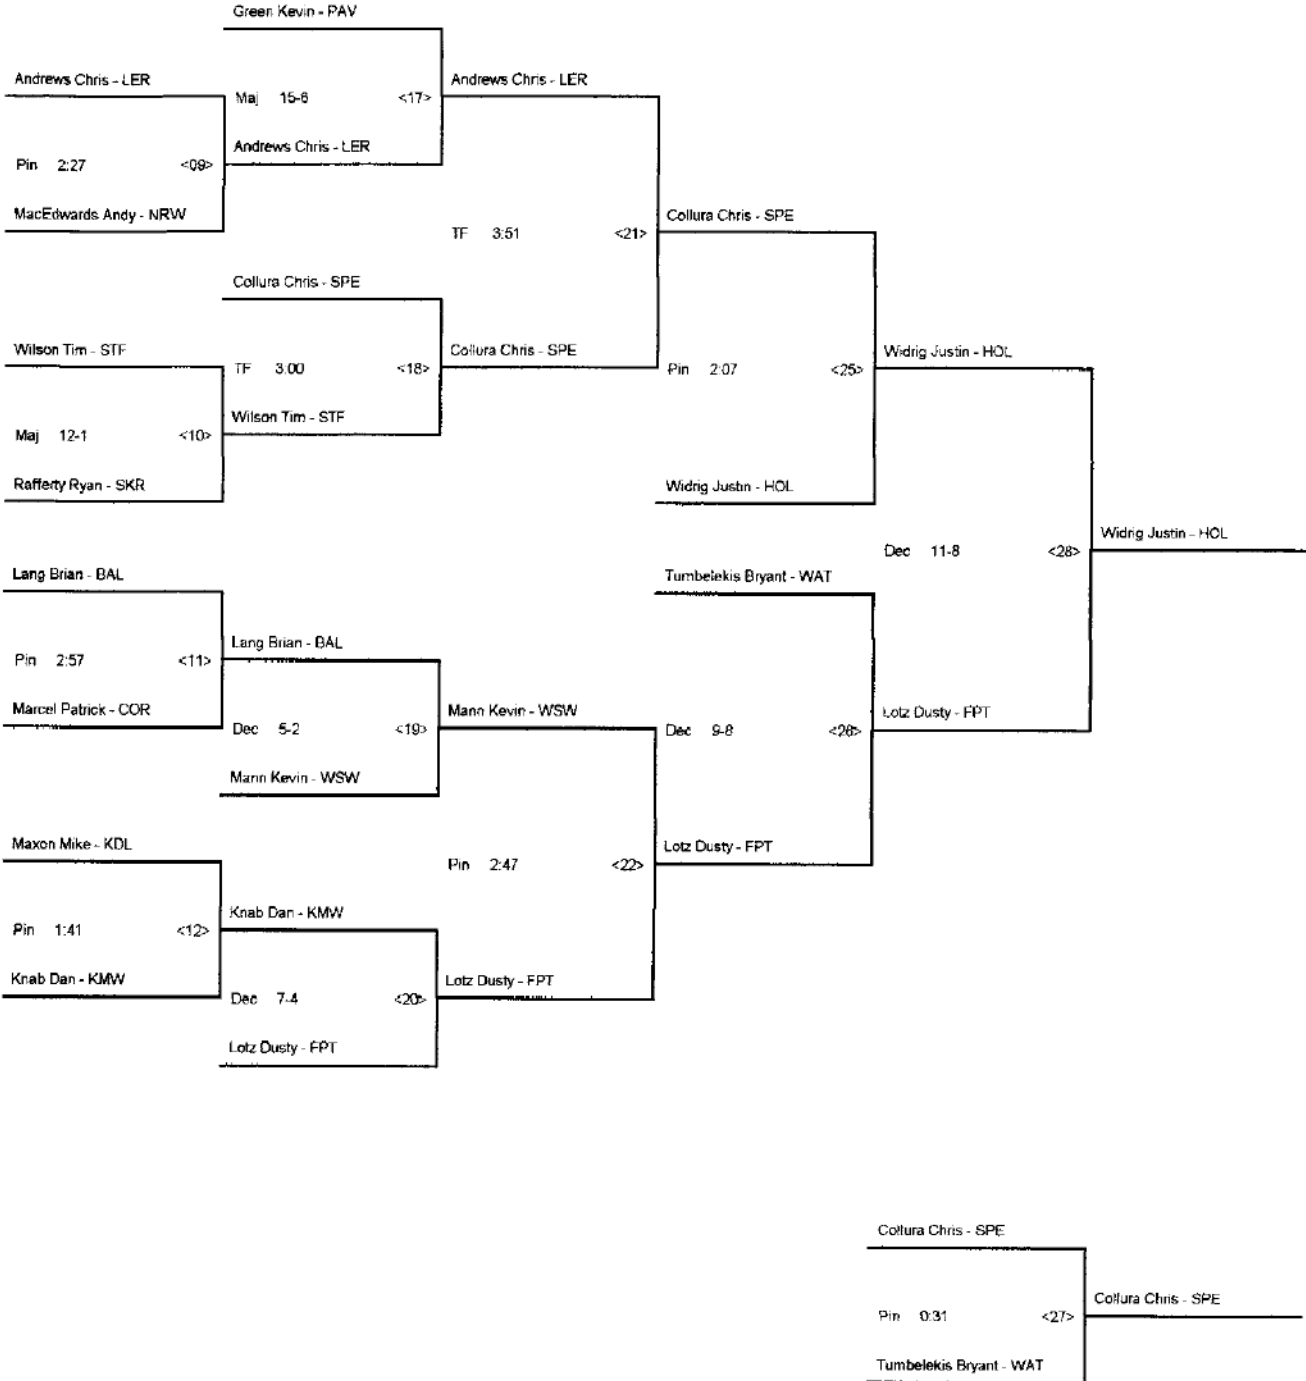 Green Kevin - PAV
Andrews Chris - LER
Andrews Chris - LER
Maj 15-6 <17>
Andrews Chris - LER
Pin 2:27 <09>
MacEdwards Andy - NRW
Collura Chris - SPE
TF 3:51 <21>
Collura Chris - SPE
Wilson Tim - STF
Collura Chris - SPE
Widrig Justin - HOL
TF 3:00 <18>
Pin 2:07 <25>
Wilson Tim - STF
Maj 12-1 <10>
Rafferty Ryan - SKR
Widrig Justin - HOL
Widrig Justin - HOL
Dec 11-8 <28>
Lang Brian - BAL
Tumbelekis Bryant - WAT
Lang Brian - BAL
Pin 2:57 <11>
Marcel Patrick - COR
Mann Kevin - WSW
Lotz Dusty - FPT
Dec 5-2 <19>
Dec 9-8 <26>
Mann Kevin - WSW
Maxon Mike - KDL
Lotz Dusty - FPT
Pin 2:47 <22>
Knab Dan - KMW
Pin 1:41 <12>
Knab Dan - KMW
Lotz Dusty - FPT
Dec 7-4 <20>
Lotz Dusty - FPT
Collura Chris - SPE
Collura Chris - SPE
Pin 0:31 <27>
Tumbelekis Bryant - WAT